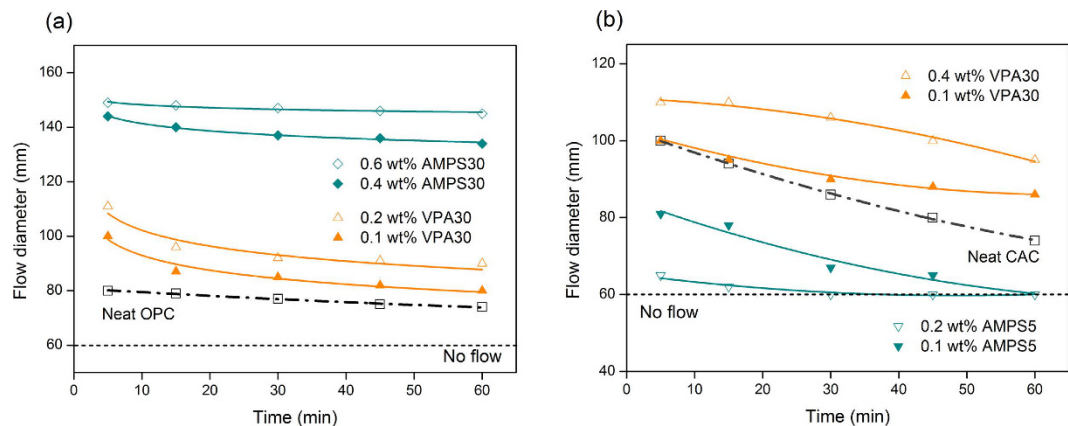 (a)
160
140
120
100
80
60
Flow diameter (mm)
0.6 wt% AMPS30
0.4 wt% AMPS30
0.2 wt% VPA30
0.1 wt% VPA30
Neat OPC
No flow
0 10 20 30 40 50 60
Time (min)
(b)
120
100
80
60
40
Flow diameter (mm)
0.4 wt% VPA30
0.1 wt% VPA30
Neat CAC
No flow
0.2 wt% AMPS5
0.1 wt% AMPS5
0 10 20 30 40 50 60
Time (min)